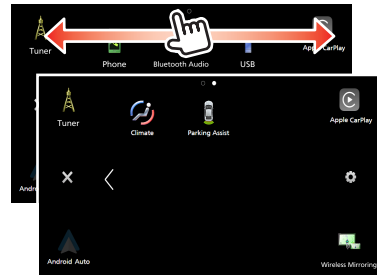 Tuner
Phone
Bluetooth Audio
USB
Apple CarPlay
Tuner
Climate
Parking Assist
Apple CarPlay
Android Auto
Wireless Mirroring